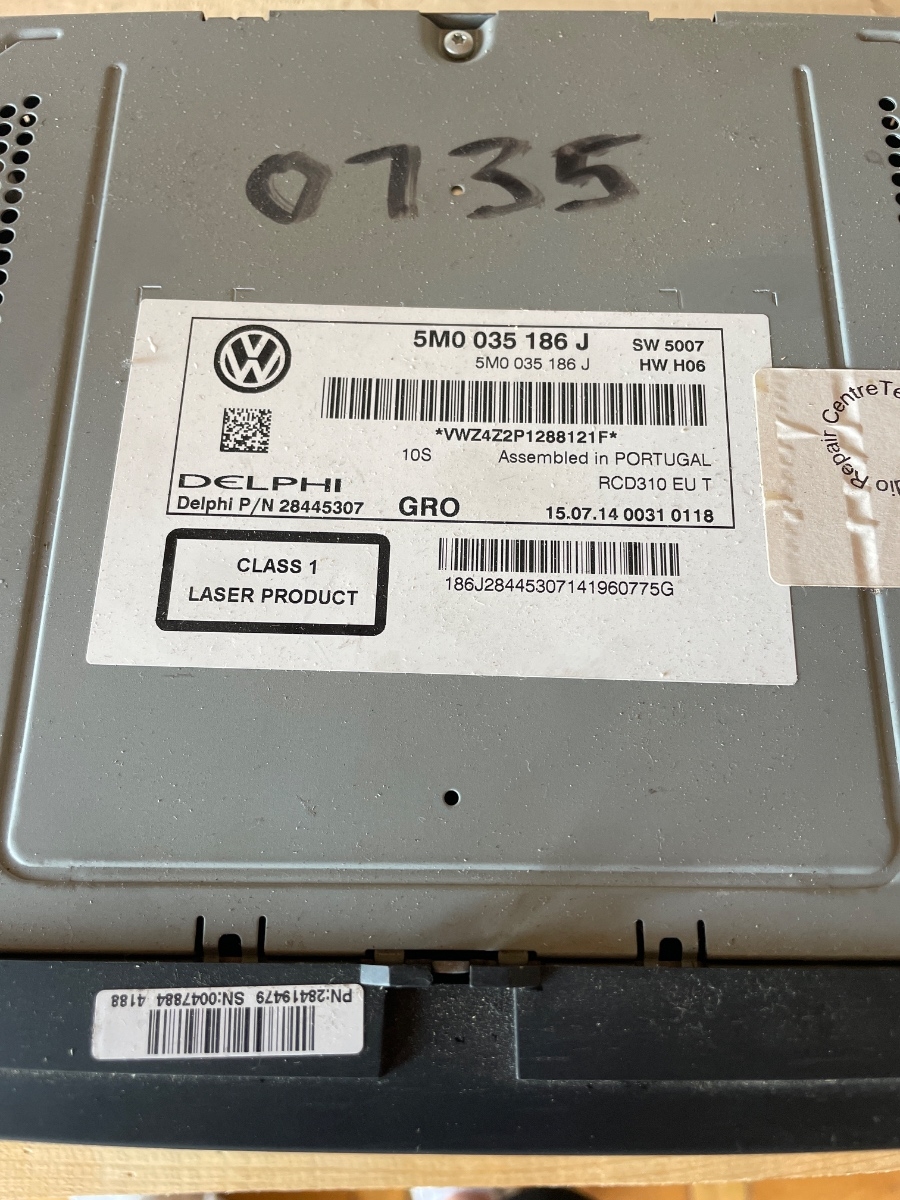 0735
5M0 035 186 J SW 5007
5M0 035 186 J HW H06
*VWZ4Z2P1288121F*
10S Assembled in PORTUGAL
DELPHI RCD310 EU T
Delphi P/N 28445307 GRO 15.07.14 0031 0118
CLASS 1
LASER PRODUCT
186J28445307141960775G
Repair Centre
PN:28419479 SN:0047884 4188